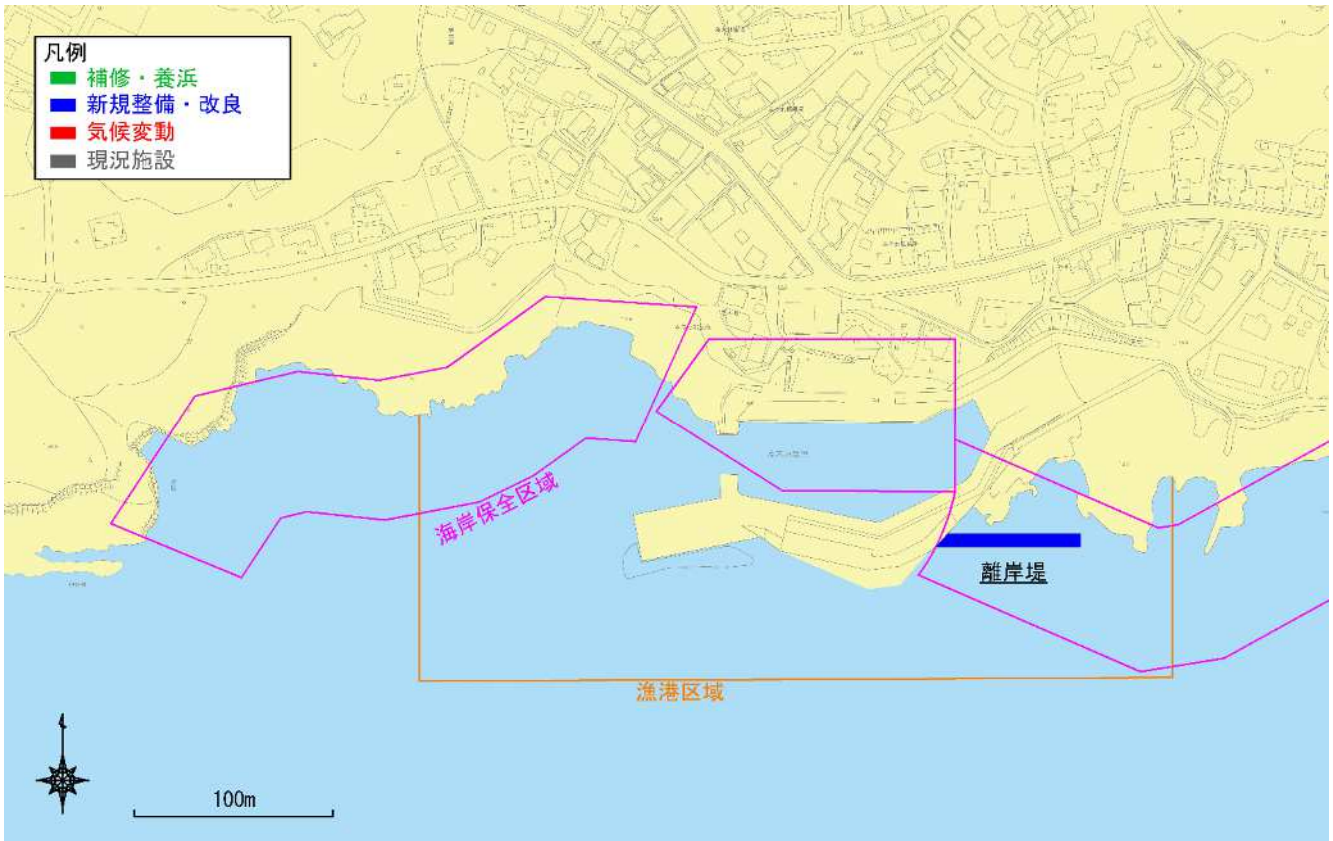 凡例
補修・養浜
新規整備・改良
気候変動
現況施設
海岸保全区域
離岸堤
漁港区域
100m